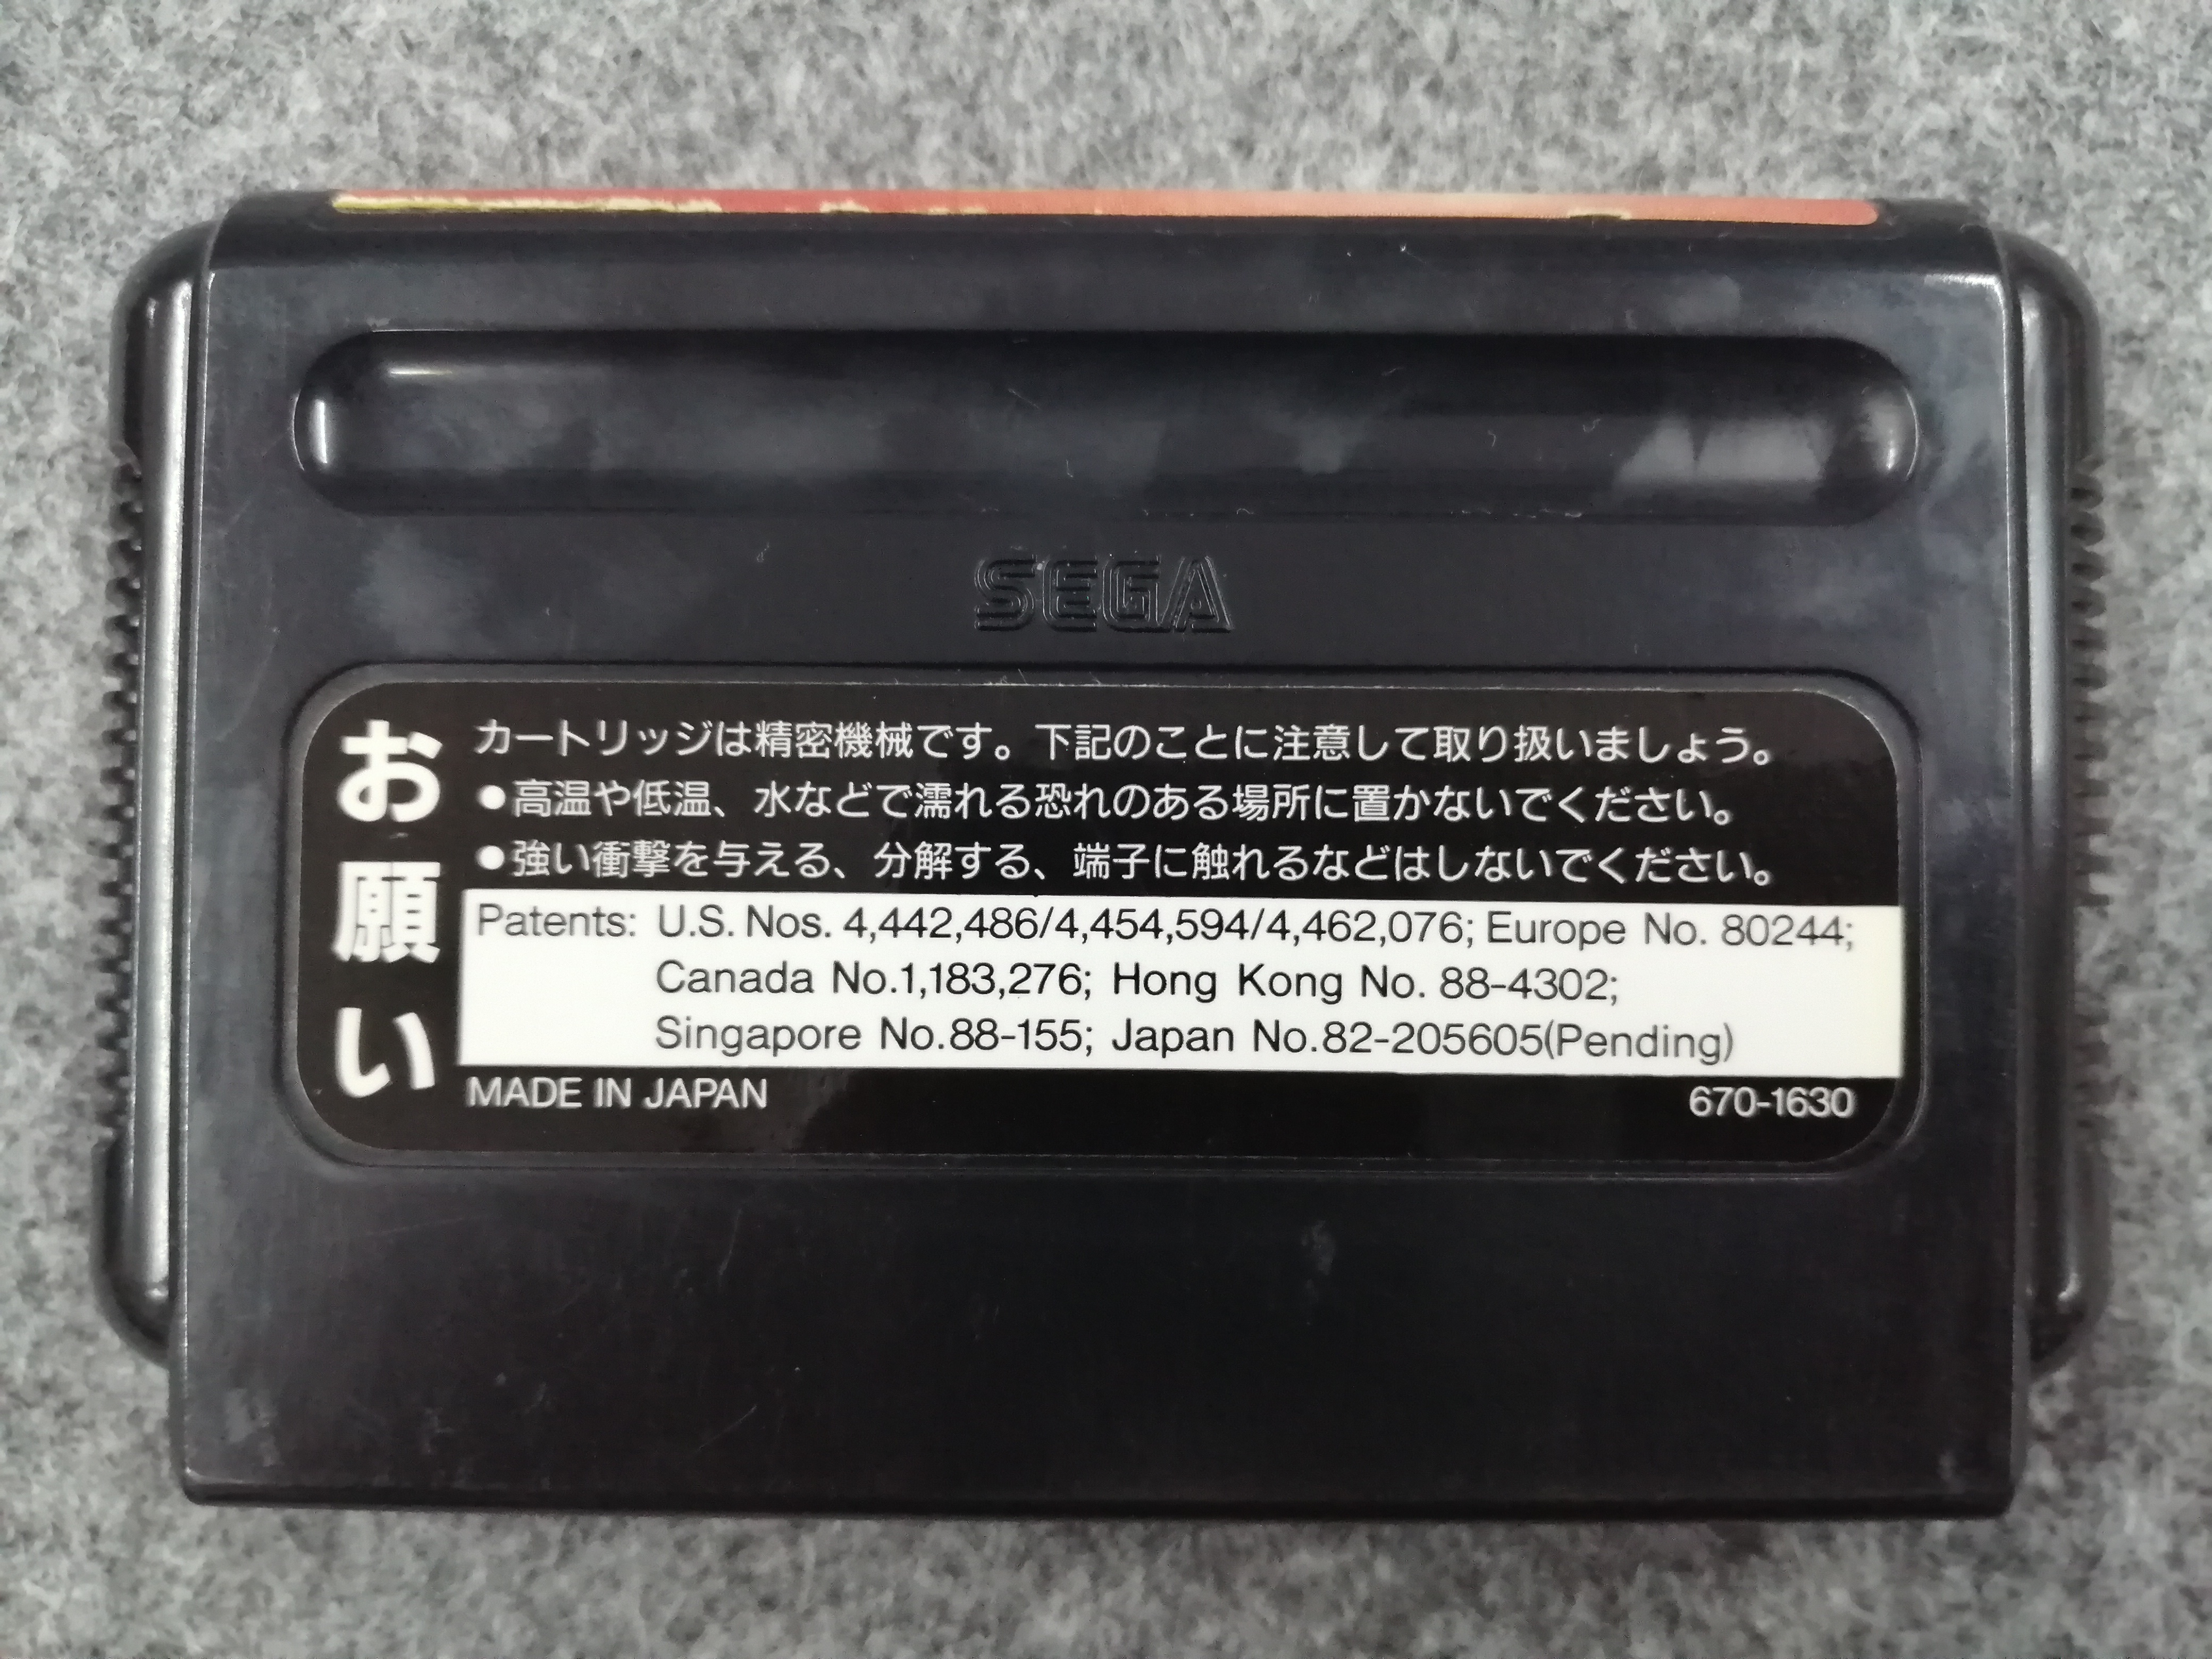 SEGA
お願い
カートリッジは精密機械です。下記のことに注意して取り扱いましょう。
●高温や低温、水などで濡れる恐れのある場所に置かないでください。
●強い衝撃を与える、分解する、端子に触れるなどはしないでください。
Patents: U.S. Nos. 4,442,486/4,454,594/4,462,076; Europe No. 80244;
Canada No.1,183,276; Hong Kong No. 88-4302;
Singapore No.88-155; Japan No.82-205605(Pending)
MADE IN JAPAN
670-1630